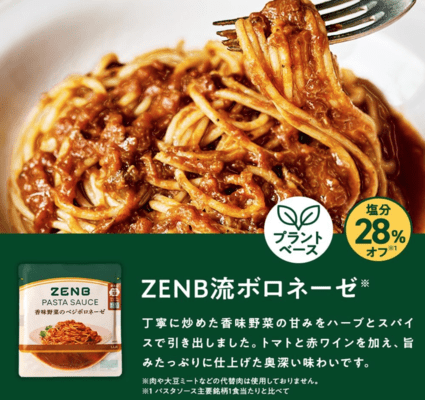 プラント
ベース
塩分
28%
オフ※1
ZENB
PASTA SAUCE
香味野菜のベジボロネーゼ
ZENB流ボロネーゼ※
丁寧に炒めた香味野菜の甘みをハーブとスパイ
スで引き出しました。トマトと赤ワインを加え、旨
みたっぷりに仕上げた奥深い味わいです。
※肉や大豆ミートなどの代替肉は使用しておりません。
※1 パスタソース主要銘柄1食当たりと比べて